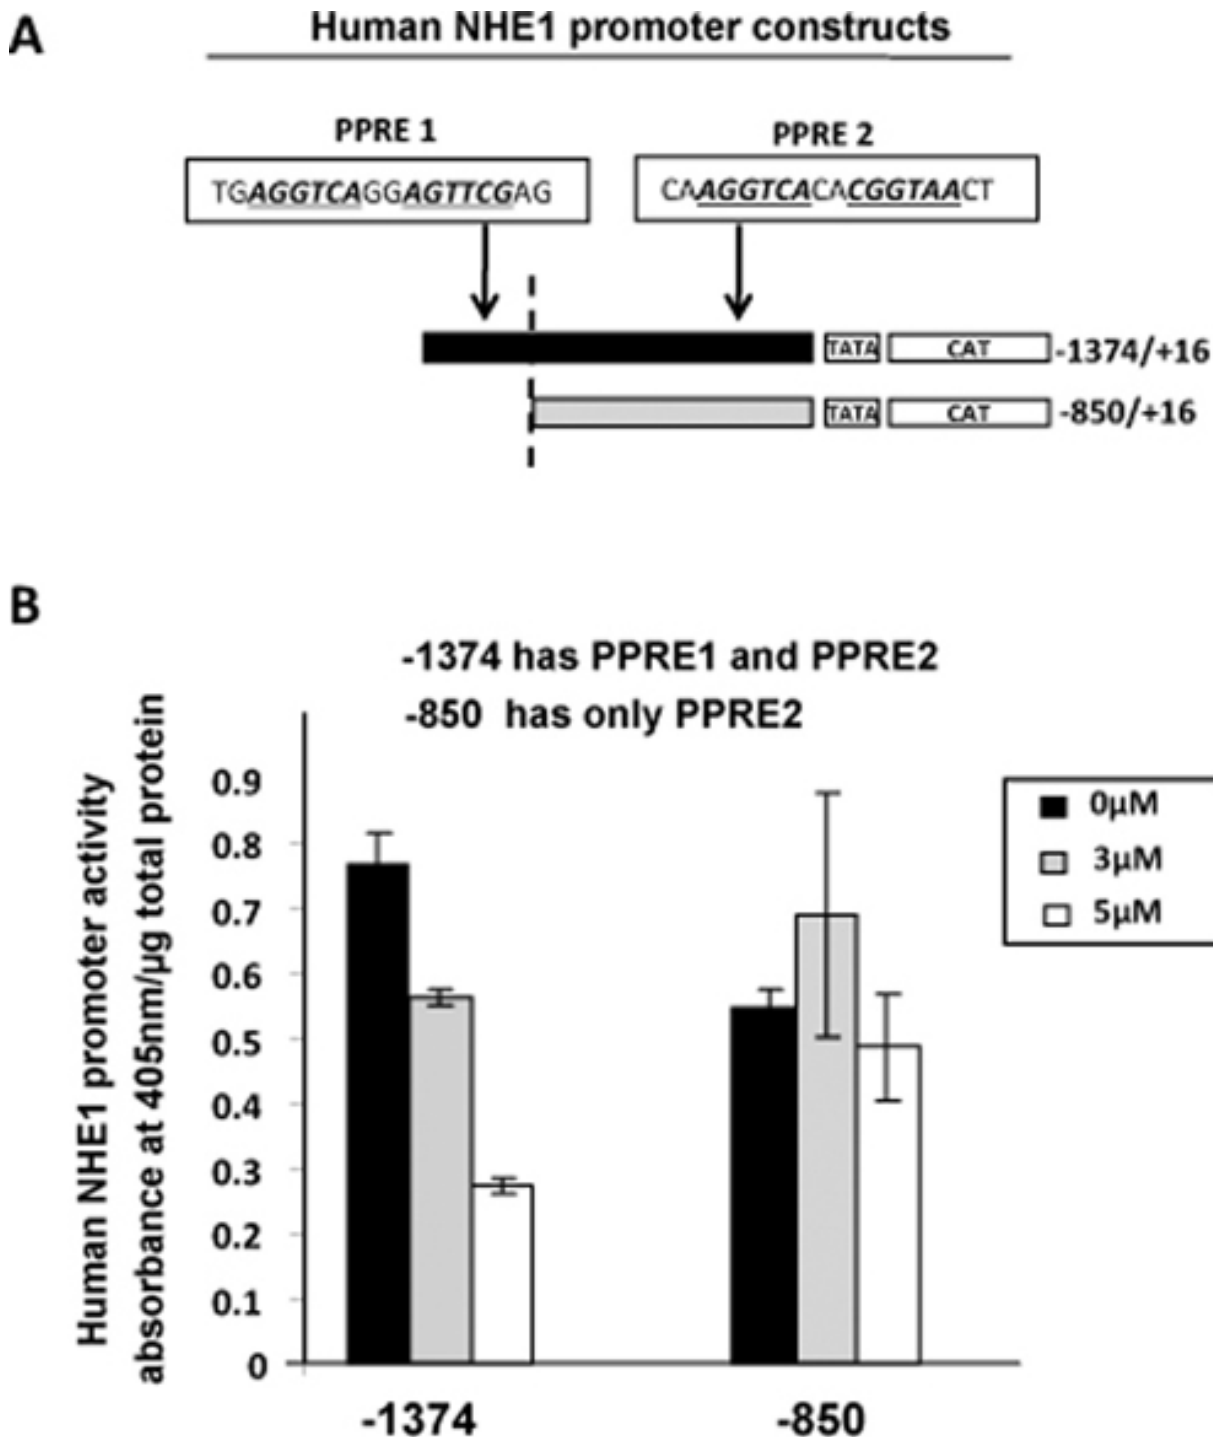 A
Human NHE1 promoter constructs
PPRE 1
PPRE 2
TGAGGTCAGGAGTTCGAG
CAAGGTCACACGGTAACT
TATA CAT -1374/+16
TATA CAT -850/+16
B
-1374 has PPRE1 and PPRE2
-850 has only PPRE2
Human NHE1 promoter activity
absorbance at 405nm/µg total protein
0.9
0.8
0.7
0.6
0.5
0.4
0.3
0.2
0.1
0
0µM
3µM
5µM
-1374
-850